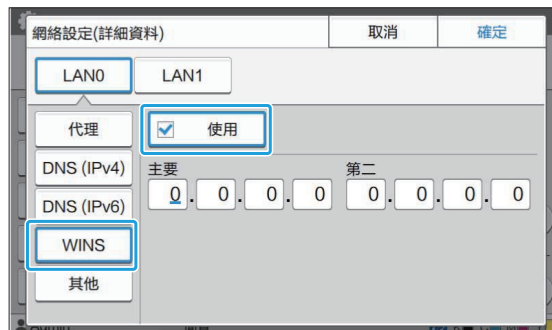 網絡設定(詳細資料) 取消 確定
LAN0 LAN1
代理
使用
DNS (IPv4)
主要 第二
0.0.0.0 0.0.0.0
DNS (IPv6)
WINS
其他
Admin